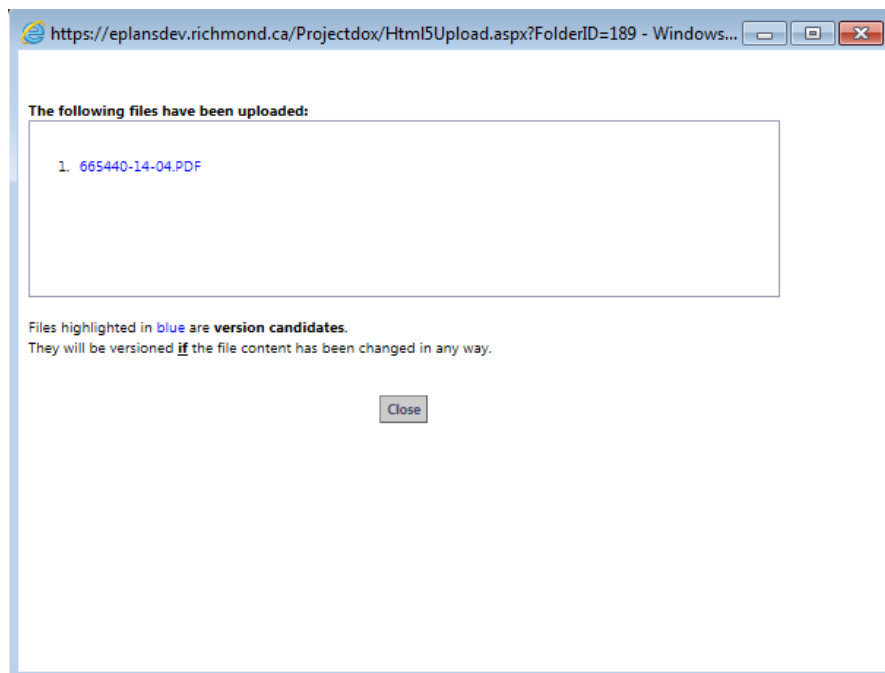 https://eplansdev.richmond.ca/Projectdox/Html5Upload.aspx?FolderID=189 - Windows...
The following files have been uploaded:
1. 665440-14-04.PDF
Files highlighted in blue are version candidates.
They will be versioned if the file content has been changed in any way.
Close